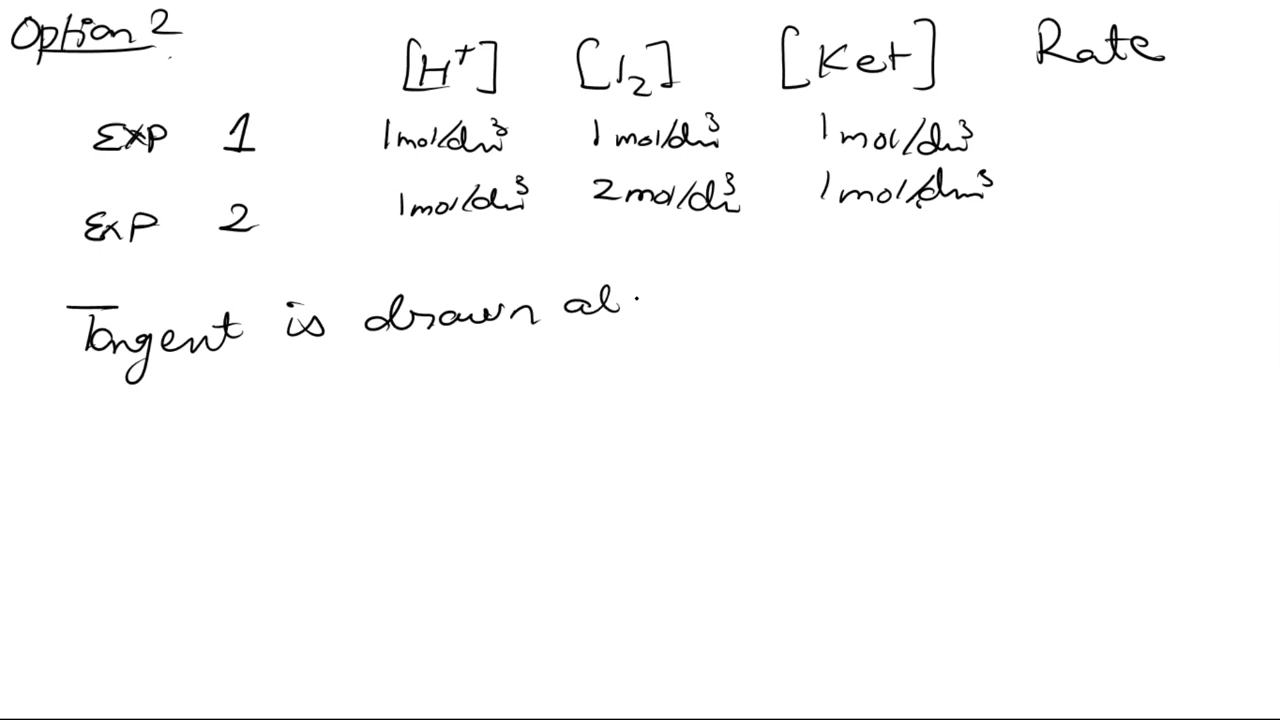 Option 2
[H⁺] [I₂] [Ket] Rate
Exp 1 1mol/dm³ 1mol/dm³ 1mol/dm³
Exp 2 1mol/dm³ 2mol/dm³ 1mol/dm³
Tangent is drawn at